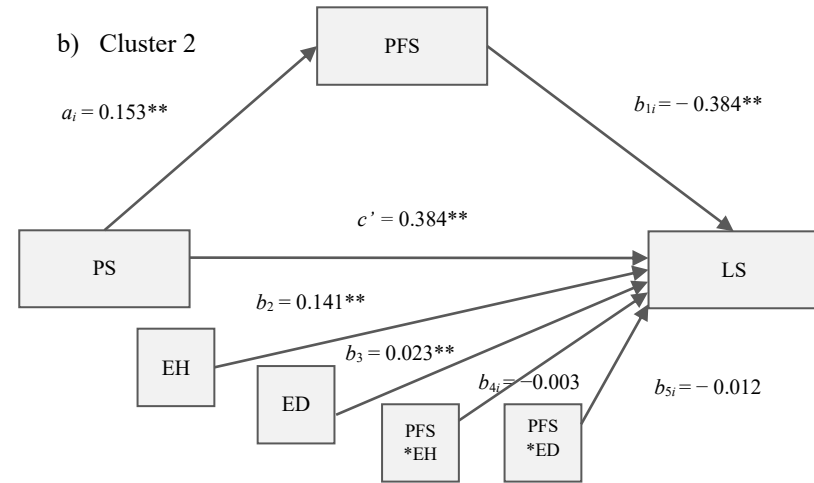 b) Cluster 2
PFS
aᵢ = 0.153**
b₁ᵢ = − 0.384**
c’ = 0.384**
PS
LS
b₂ = 0.141**
EH
b₃ = 0.023**
ED
b₄ᵢ = −0.003
b₅ᵢ = − 0.012
PFS
*EH
PFS
*ED